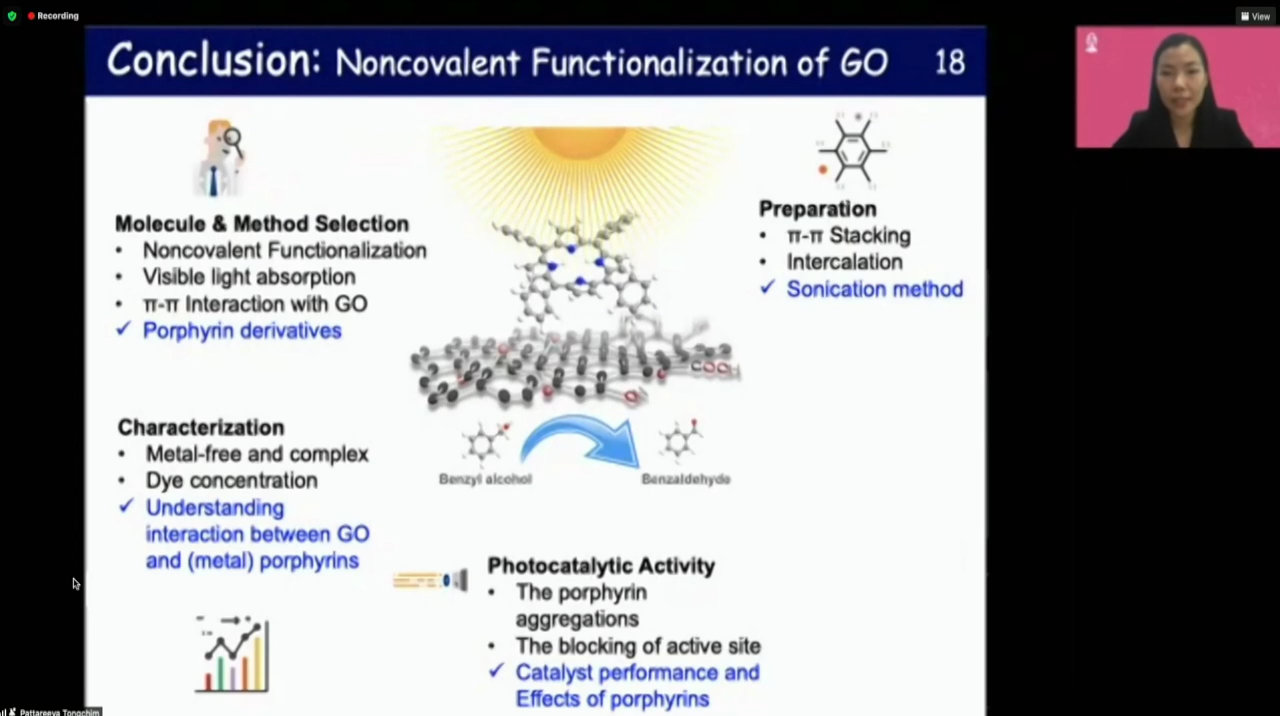 Recording
View
Conclusion: Noncovalent Functionalization of GO 18
Molecule & Method Selection
• Noncovalent Functionalization
• Visible light absorption
• π-π Interaction with GO
✓ Porphyrin derivatives
Preparation
• π-π Stacking
• Intercalation
✓ Sonication method
COOH
OH
Benzyl alcohol
Benzaldehyde
Characterization
• Metal-free and complex
• Dye concentration
✓ Understanding
interaction between GO
and (metal) porphyrins
Photocatalytic Activity
• The porphyrin
aggregations
• The blocking of active site
✓ Catalyst performance and
Effects of porphyrins
Pattareeya Tongchim